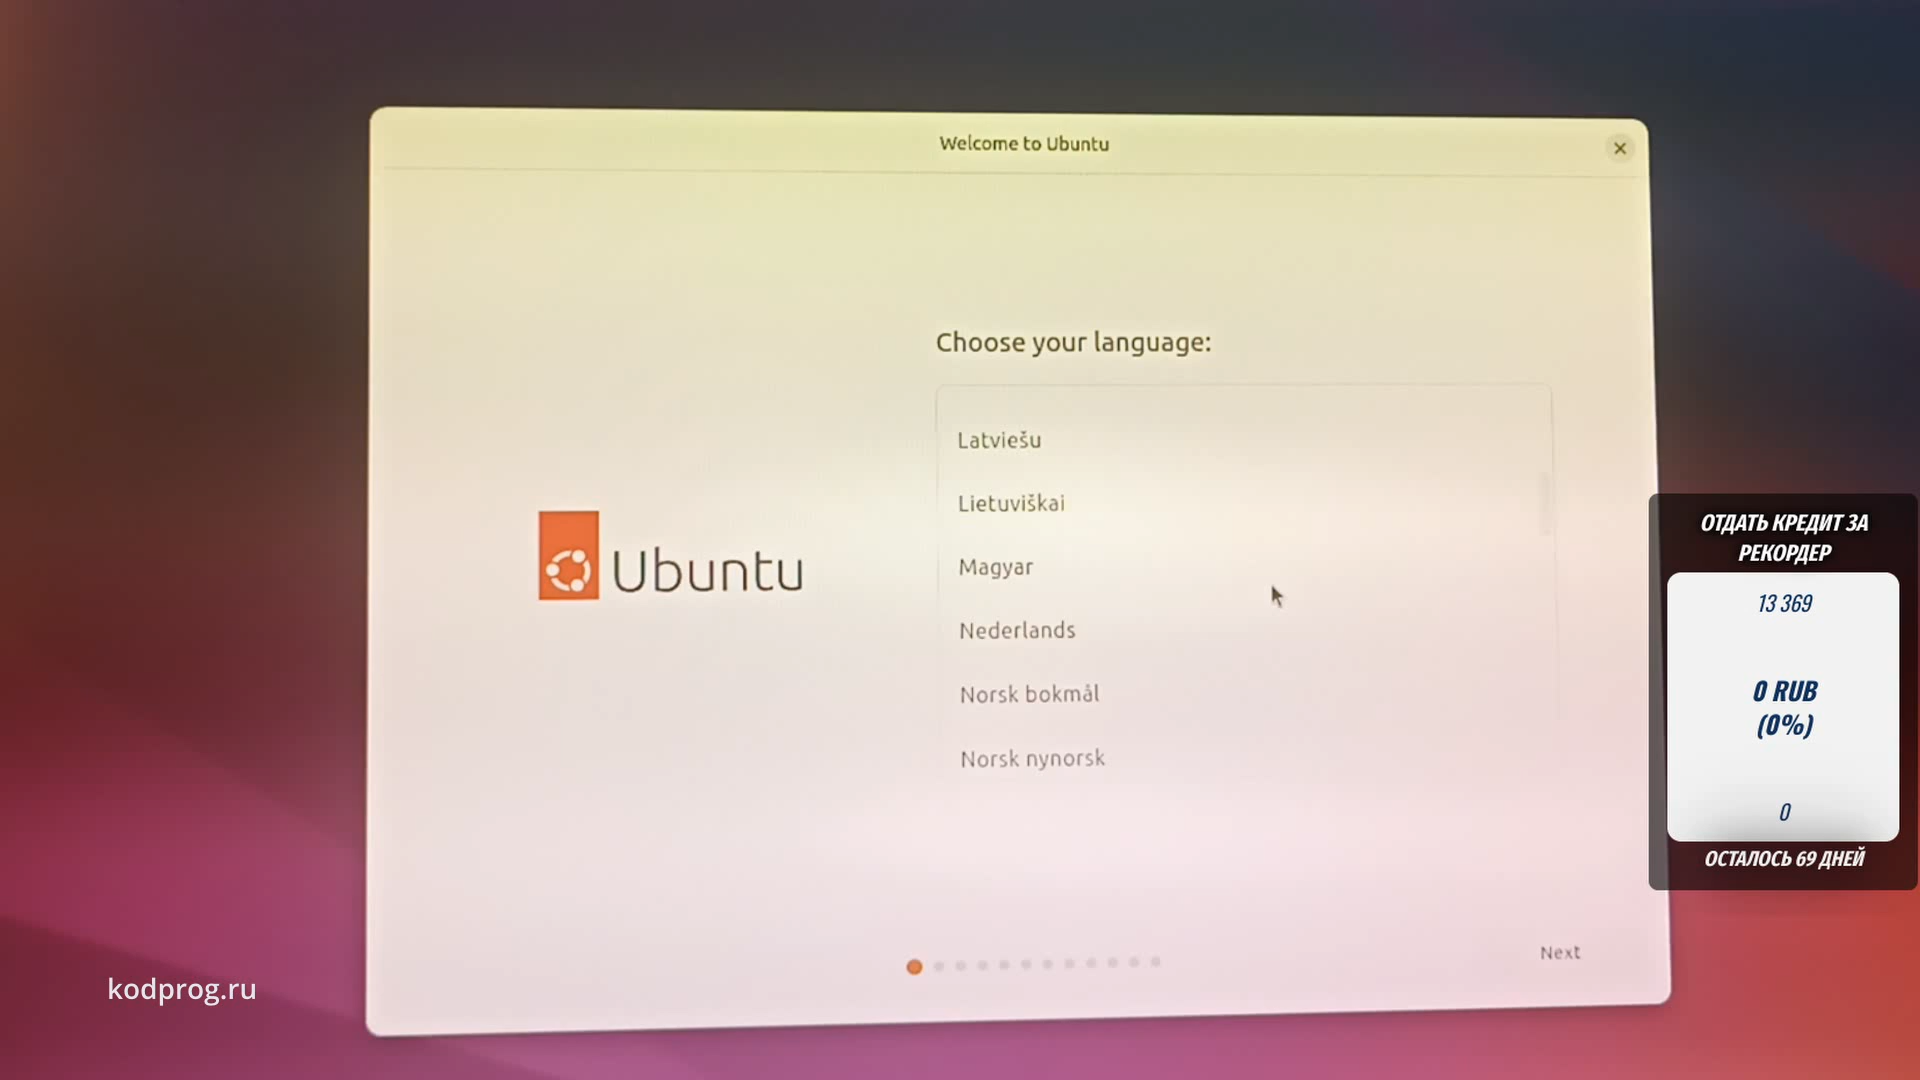 Welcome to Ubuntu
Choose your language:
Latviešu
Lietuviškai
Magyar
Nederlands
Norsk bokmål
Norsk nynorsk
Ubuntu
Next
ОТДАТЬ КРЕДИТ ЗА
РЕКОРДЕР
13 369
0 RUB
(0%)
0
ОСТАЛОСЬ 69 ДНЕЙ
kodprog.ru